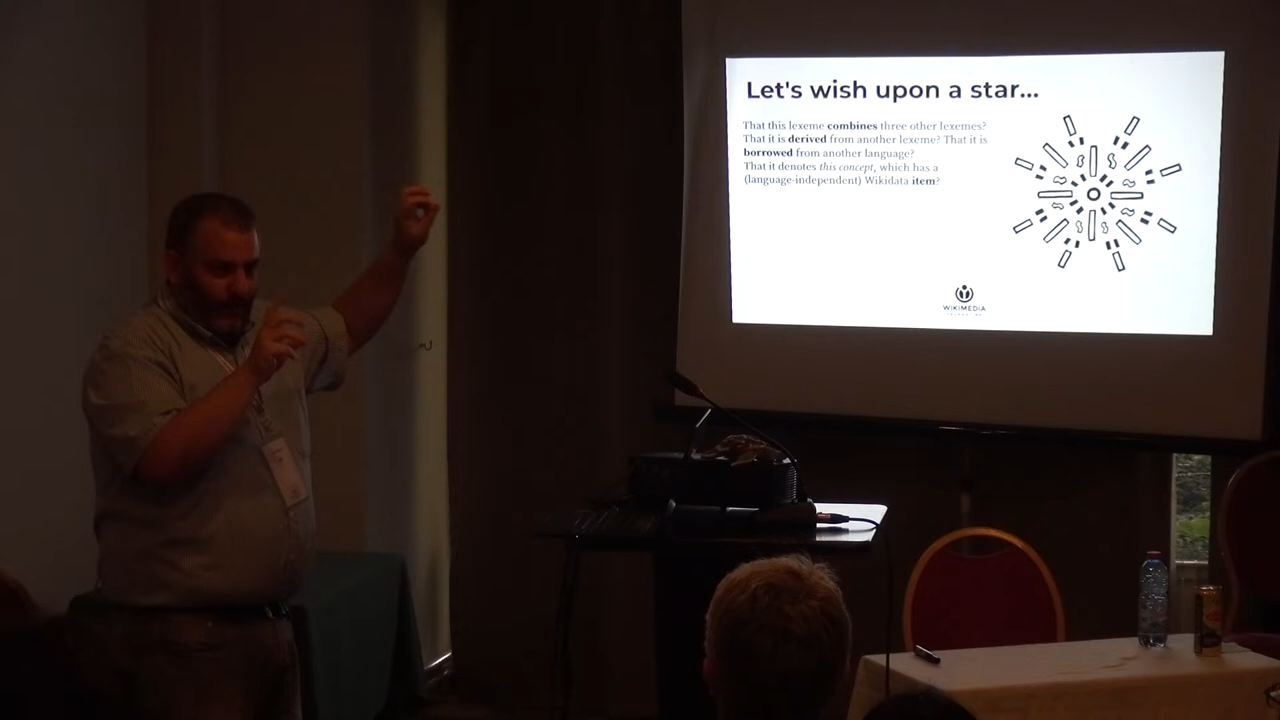 Let's wish upon a star...
That this lexeme combines three other lexemes?
That it is derived from another lexeme? That it is
borrowed from another language?
That it denotes this concept, which has a
(language-independent) Wikidata item?
WIKIMEDIA